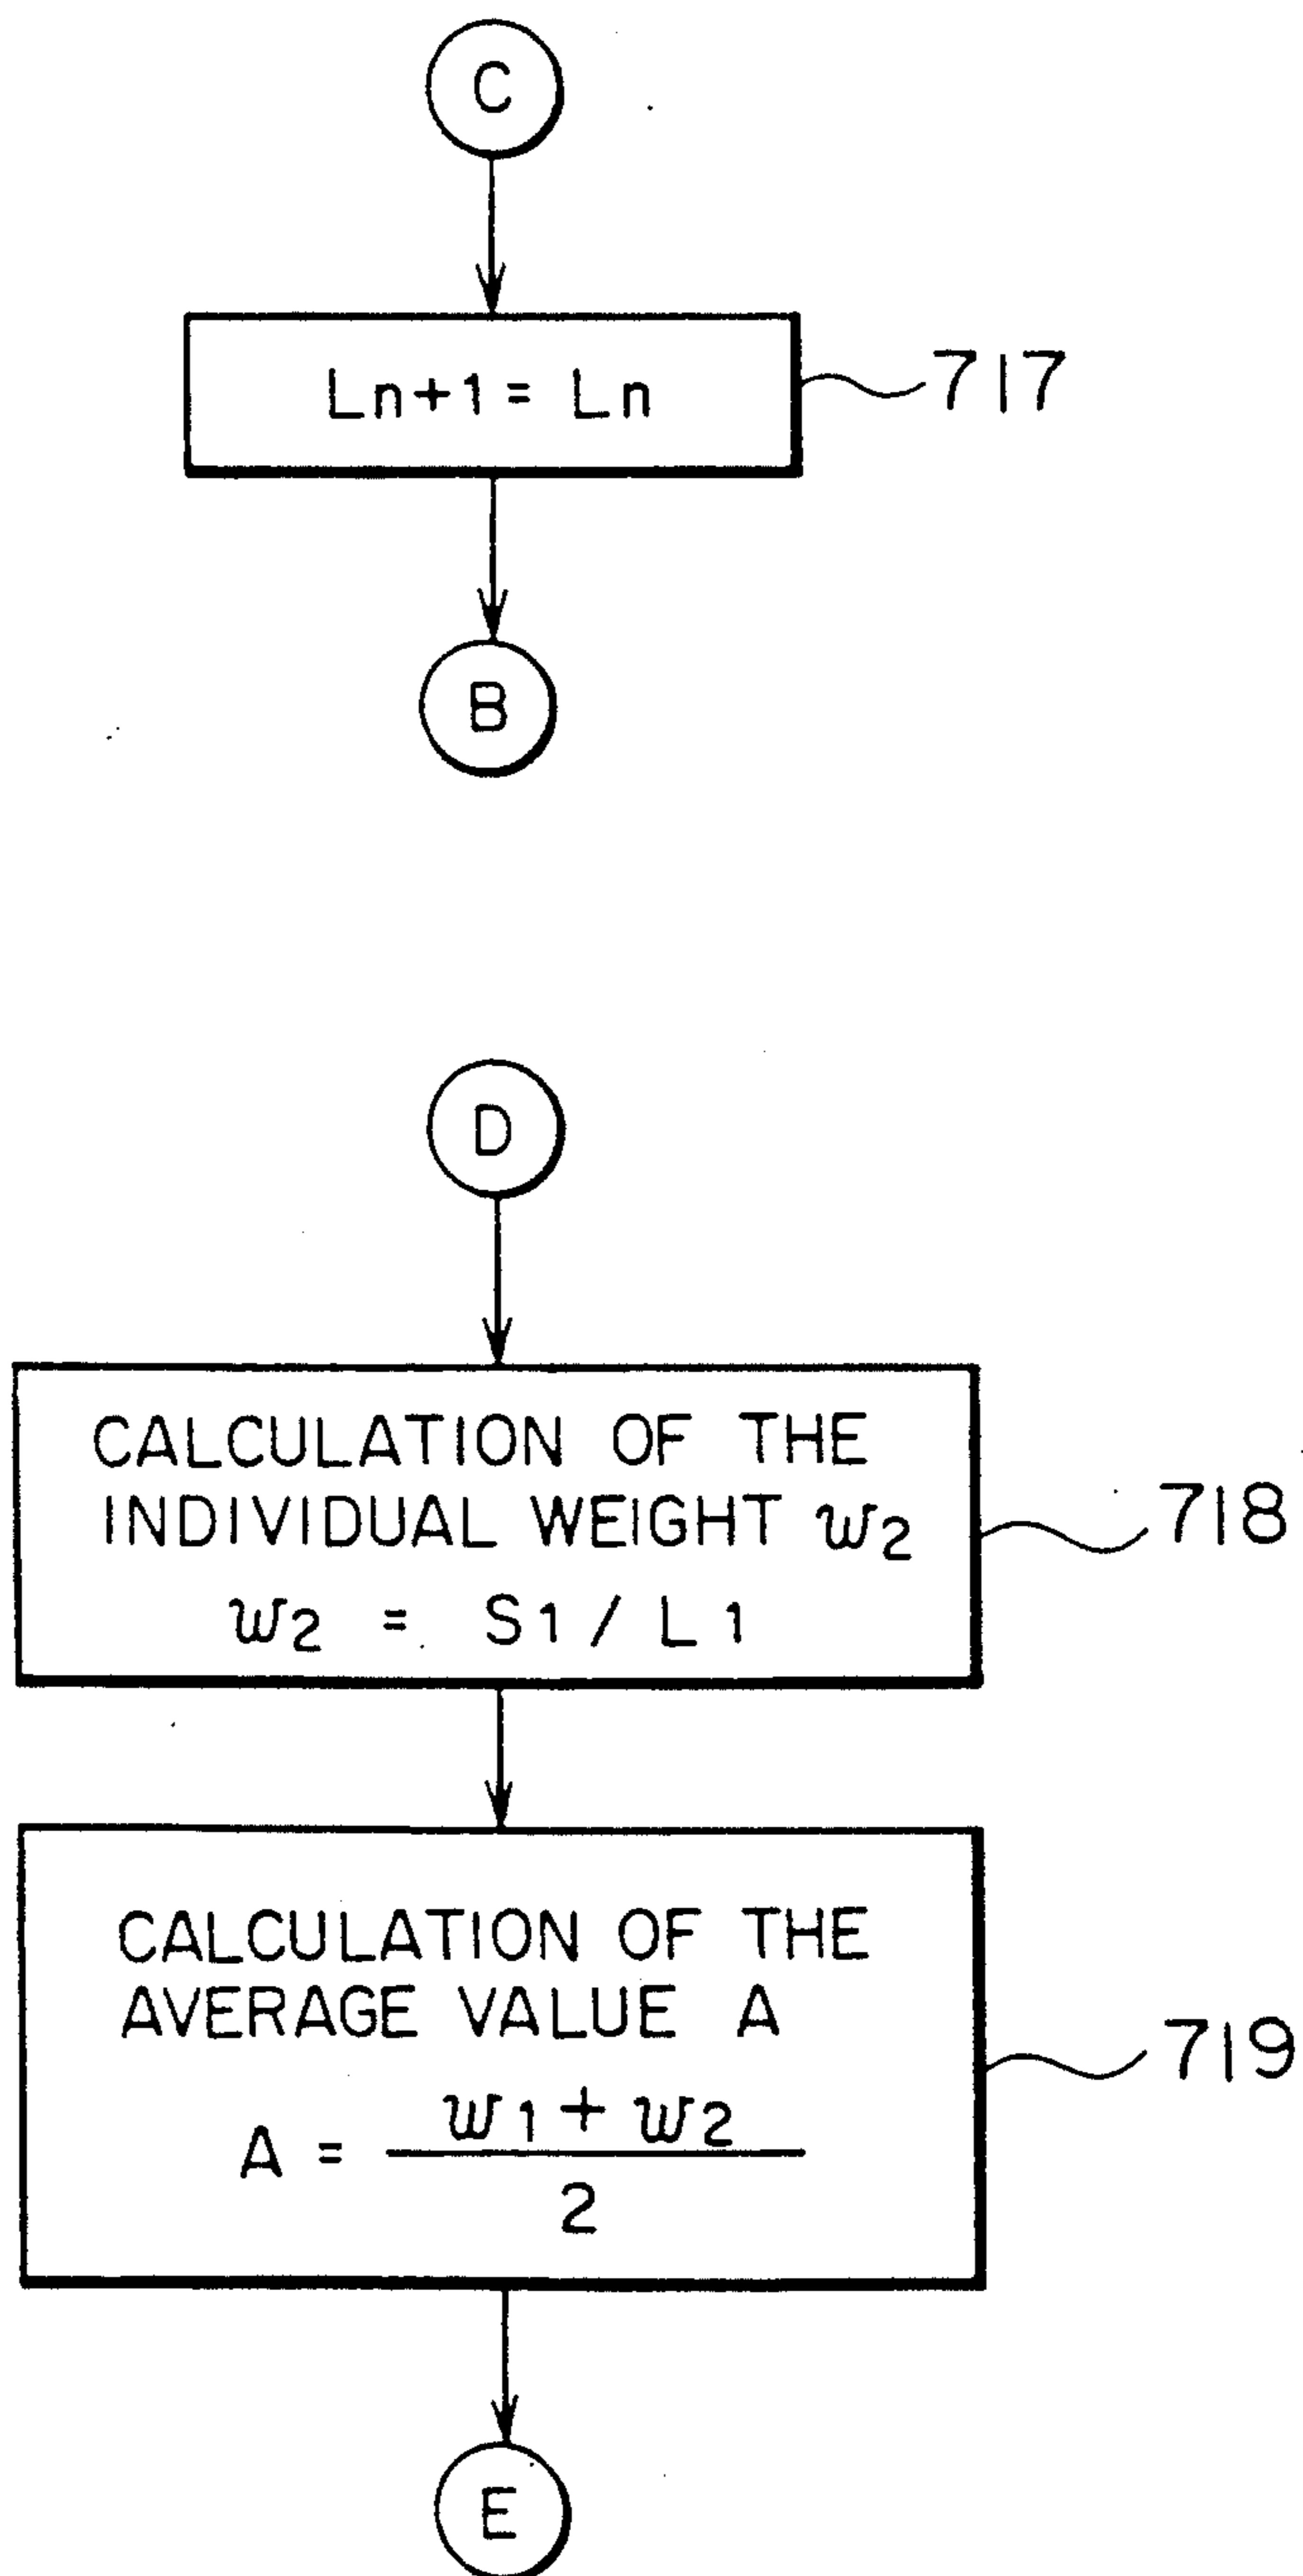 C
Ln+1 = Ln
717
B
D
CALCULATION OF THE
INDIVIDUAL WEIGHT w2
w2 = S1 / L1
718
CALCULATION OF THE
AVERAGE VALUE A
A = w1 + w2
2
719
E